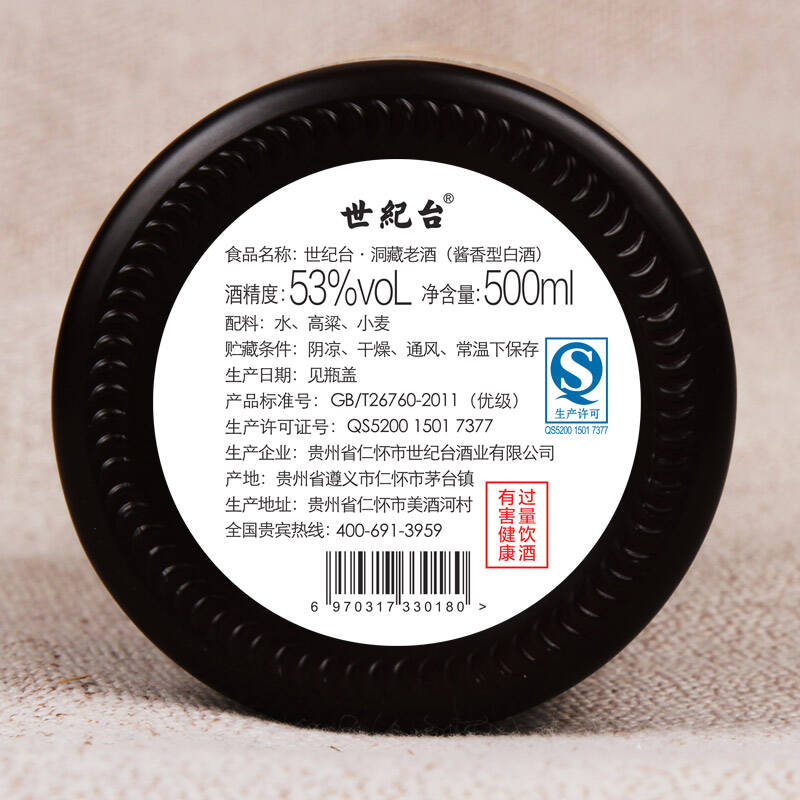 世紀台®
食品名称：世纪台·洞藏老酒（酱香型白酒）
酒精度：53%voL 净含量：500ml
配料：水、高粱、小麦
贮藏条件：阴凉、干燥、通风、常温下保存
生产日期：见瓶盖
产品标准号：GB/T26760-2011（优级）
生产许可证号：QS5200 1501 7377
生产许可
QS5200 1501 7377
生产企业：贵州省仁怀市世纪台酒业有限公司
产地：贵州省遵义市仁怀市茅台镇
生产地址：贵州省仁怀市美酒河村
全国贵宾热线：400-691-3959
过量饮酒
有害健康
6 970317 330180 >